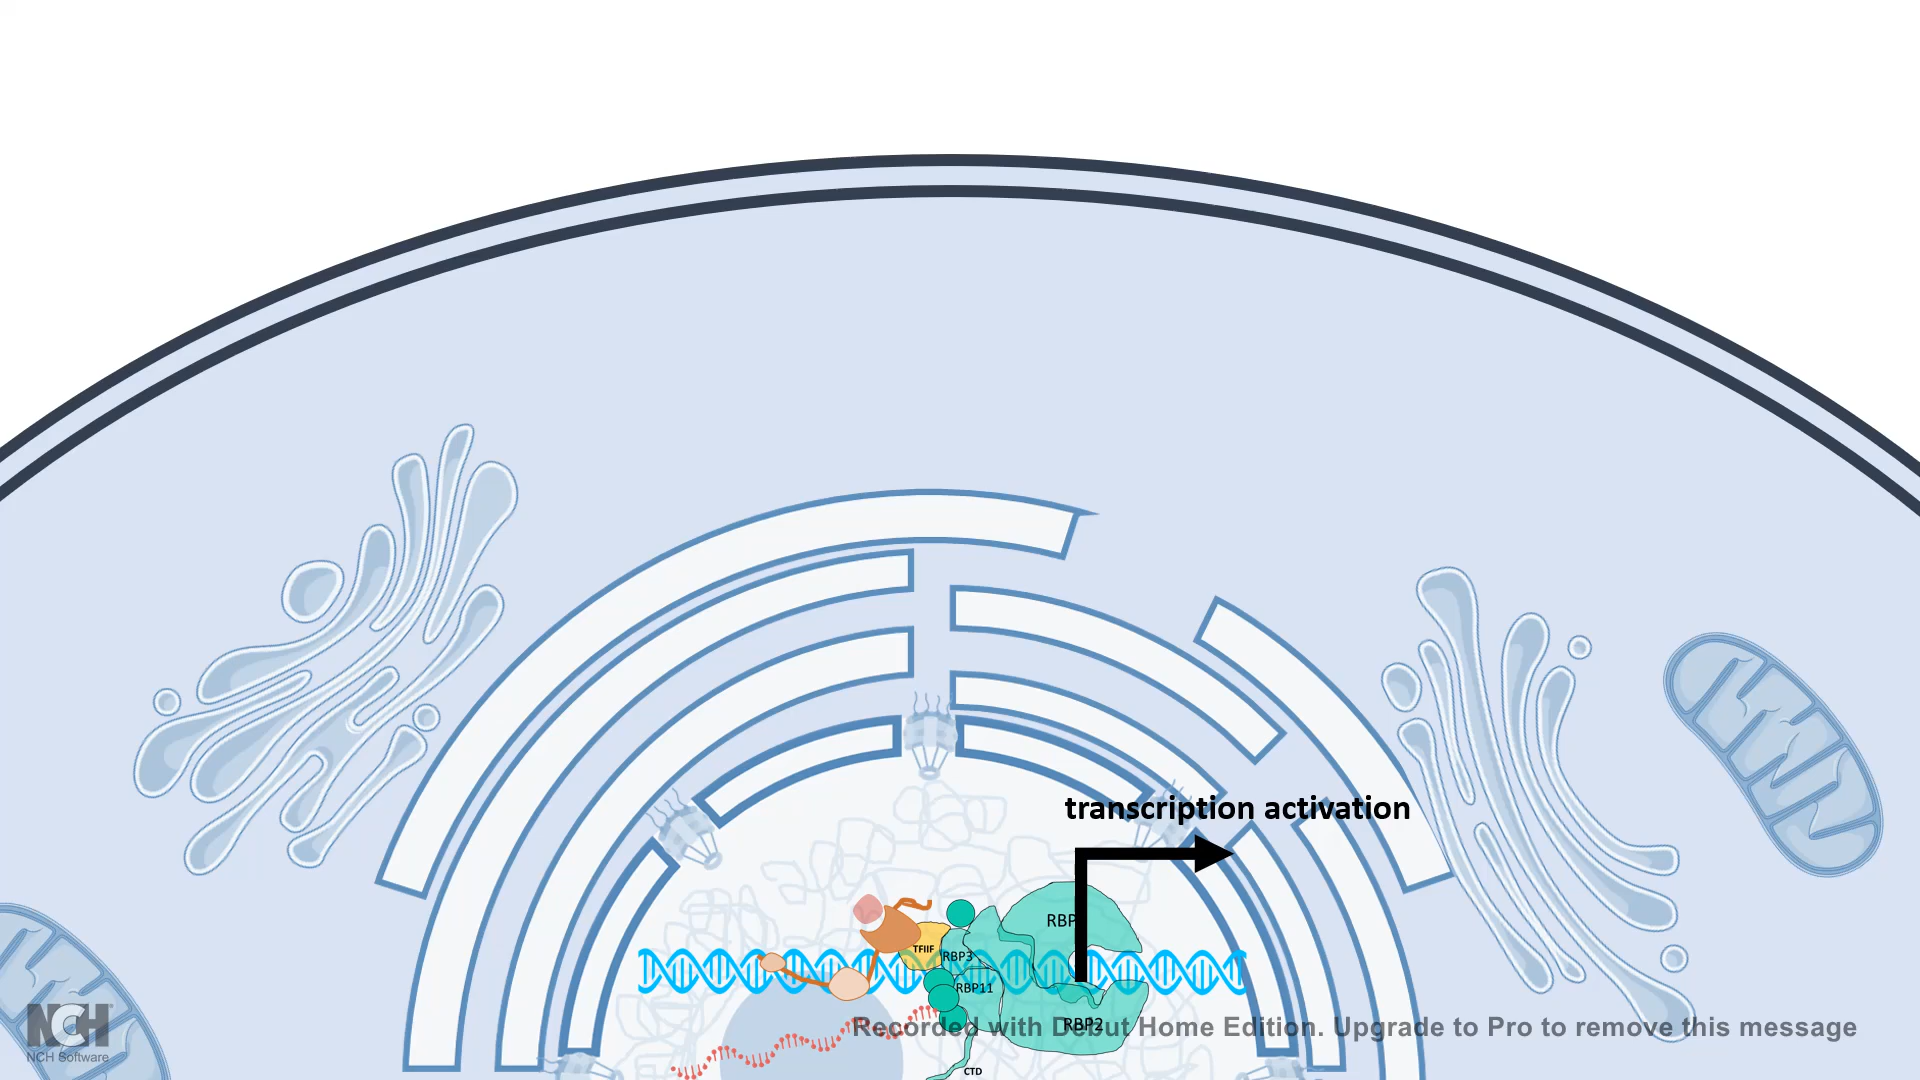 transcription activation
RBP
TFIIF
RBP3
RBP11
RBP2
Recorded with Debut Home Edition. Upgrade to Pro to remove this message
NCH
NCH Software
CTD